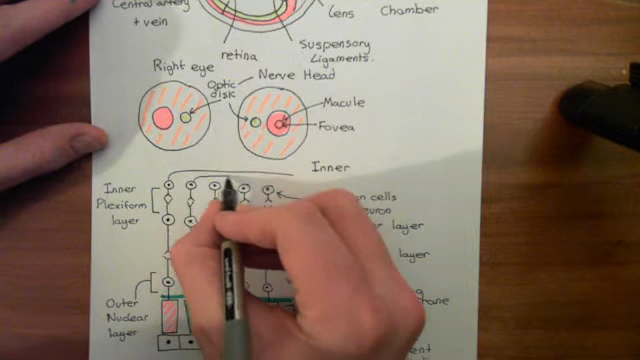 Central artery
+ vein
Lens
Chamber
retina
Suspensory
Ligaments.
Right eye
Optic
disk
Nerve Head
Macule
Fovea
Inner
Inner
Plexiform
layer
cells
layer
layer
Outer
Nuclear
layer